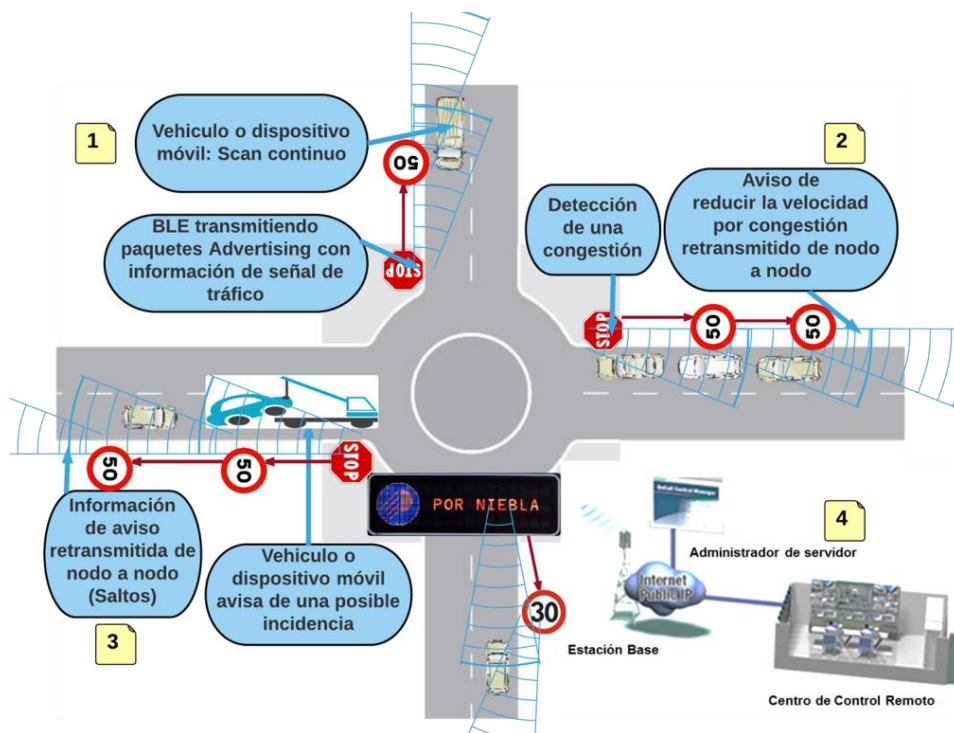 1
Vehiculo o dispositivo
móvil: Scan continuo
50
BLE transmitiendo
paquetes Advertising con
información de señal de
tráfico
STOP
2
Detección
de una
congestión
Aviso de
reducir la velocidad
por congestión
retransmitido de nodo
a nodo
STOP
50
50
STOP
50
50
Información
de aviso
retransmitida de
nodo a nodo
(Saltos)
3
Vehiculo o
dispositivo móvil
avisa de una posible
incidencia
POR NIEBLA
30
4
Administrador de servidor
Internet
Public IP
Estación Base
Centro de Control Remoto